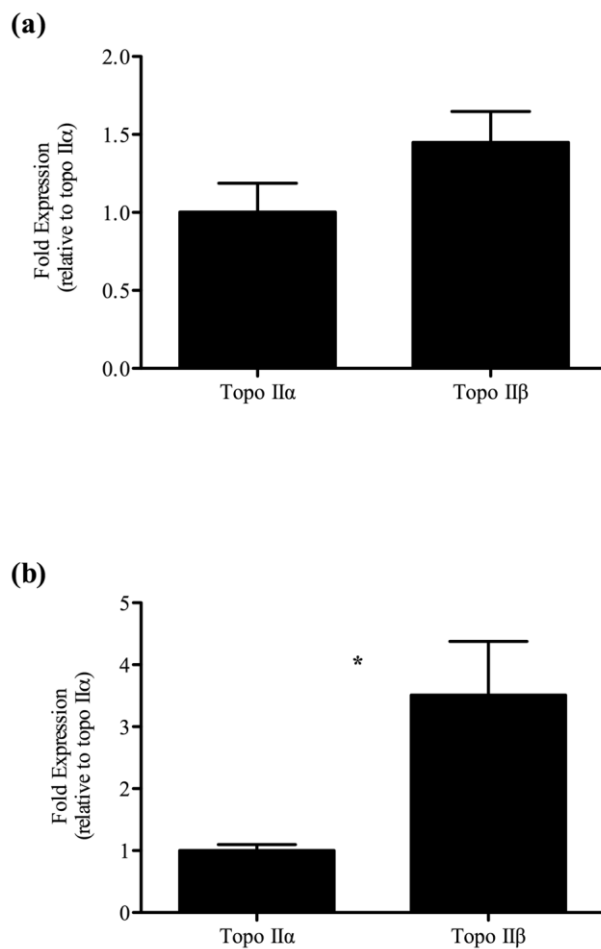 (a)
2.0
1.5
1.0
0.5
0.0
Fold Expression
(relative to topo IIα)
Topo IIα Topo IIβ
(b)
5
4
3
2
1
0
Fold Expression
(relative to topo IIα)
*
Topo IIα Topo IIβ